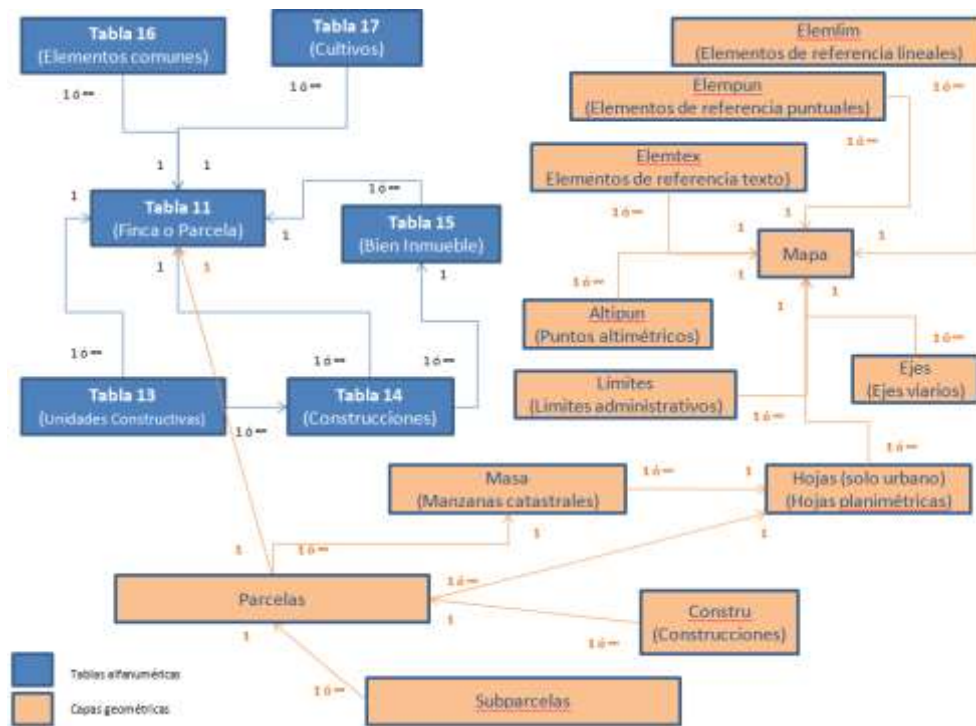 Tabla 16
(Elementos comunes)
Tabla 17
(Cultivos)
Elemlim
(Elementos de referencia lineales)
Elempun
(Elementos de referencia puntuales)
Elemtex
Elementos de referencia texto)
1 ó ∞
1 ó ∞
1 ó ∞
1 ó ∞
1 ó ∞
1
1
1
1 ó ∞
Tabla 11
(Finca o Parcela)
Tabla 15
(Bien Inmueble)
1
1
1
1
1
1
1
1
Mapa
1
1
1
1
1 ó ∞
Altipun
(Puntos altimétricos)
1 ó ∞
1 ó ∞
1 ó ∞
1 ó ∞
Ejes
(Ejes viarios)
Tabla 13
(Unidades Constructivas)
Tabla 14
(Construcciones)
Límites
(Límites administrativos)
1 ó ∞
1 ó ∞
1 ó ∞
Masa
(Manzanas catastrales)
1 ó ∞
1
Hojas (solo urbano)
(Hojas planimétricas)
1
1 ó ∞
1
1
1 ó ∞
Parcelas
1
1
1 ó ∞
Constru
(Construcciones)
Tablas alfanuméricas
Capas geométricas
1 ó ∞
Subparcelas